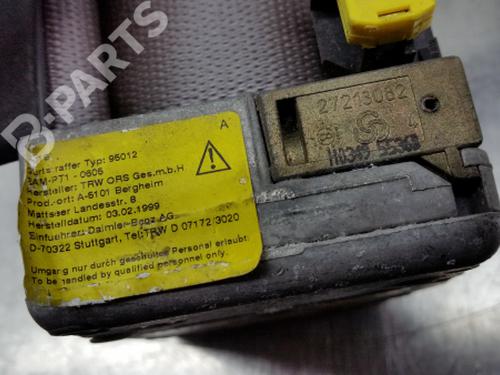 B-PARTS
A
Gurtstraffer Typ: 95012
BAM-PT1 - 0605
Hersteller: TRW ORS Ges.m.b.H
Prod.-ort: A-5101 Bergheim
Mattseer Landesstr. 8
Herstelldatum: 03.02.1999
Einfuehrer: Daimler-Benz AG
D-70322 Stuttgart, Tel:TRW D 07172/3020
Umgang nur durch geschultes Personal erlaubt.
To be handled by qualified personnel only.
27213082
4